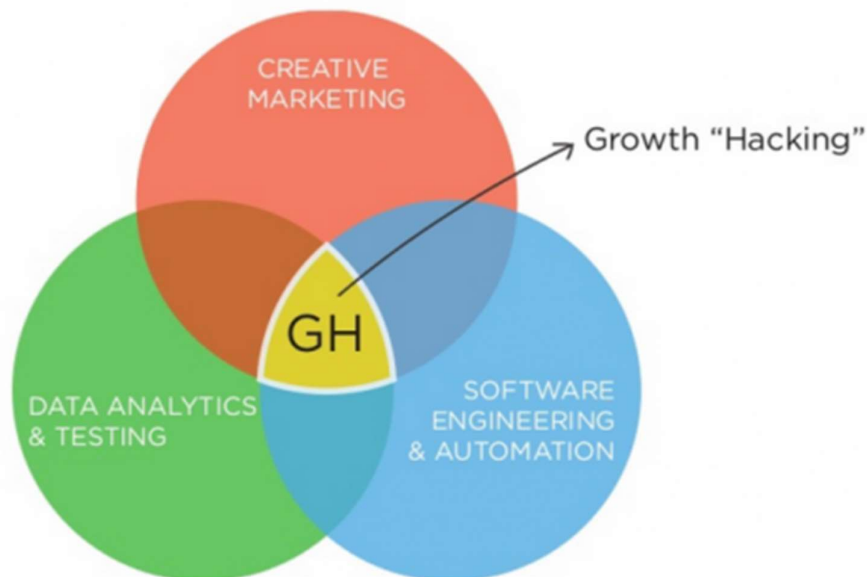 CREATIVE
MARKETING
Growth “Hacking”
GH
DATA ANALYTICS
& TESTING
SOFTWARE
ENGINEERING
& AUTOMATION